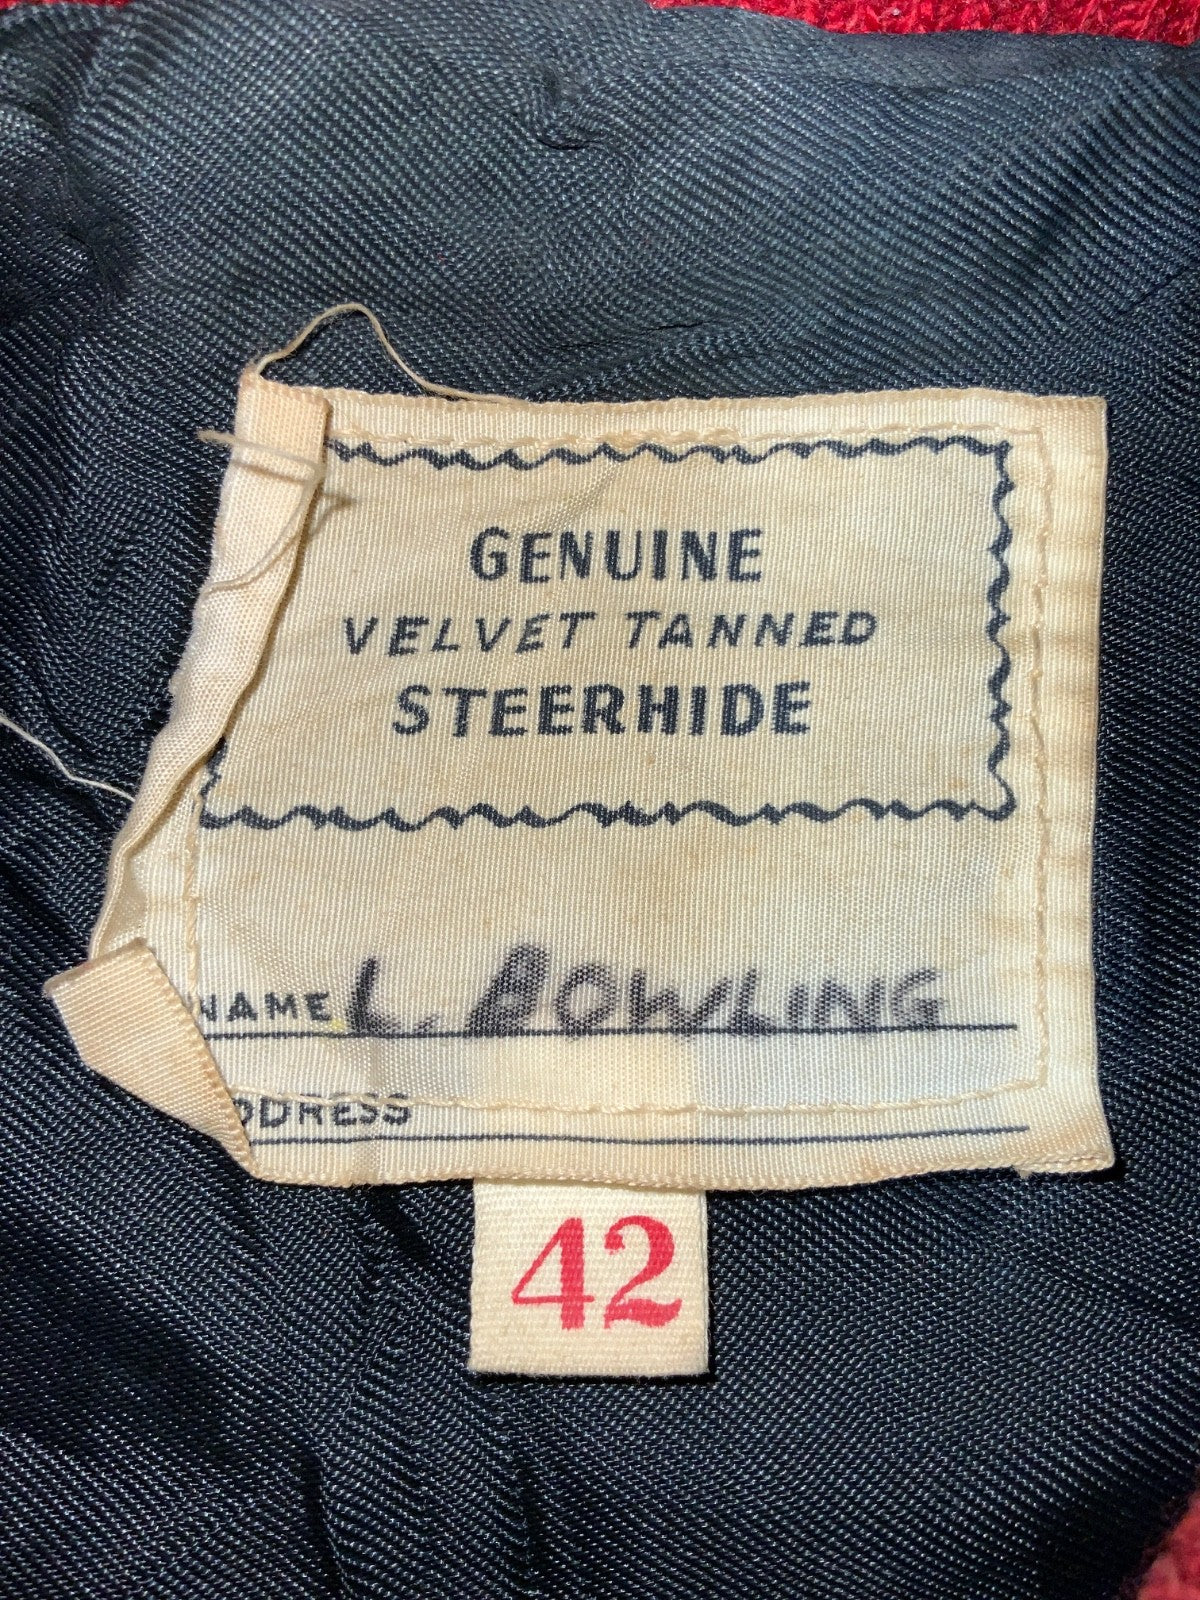 GENUINE
VELVET TANNED
STEERHIDE
NAME L. BOWLING
DDRESS
42